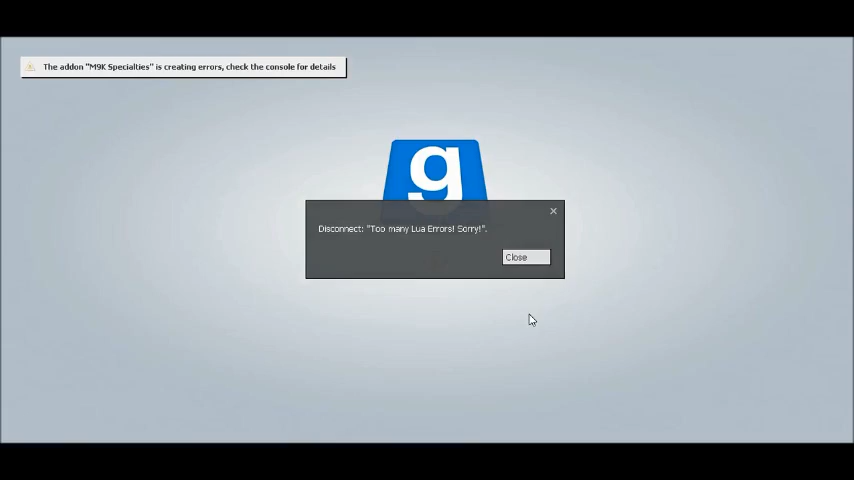 The addon "M9K Specialties" is creating errors, check the console for details
g
Disconnect: "Too many Lua Errors! Sorry!".
Close